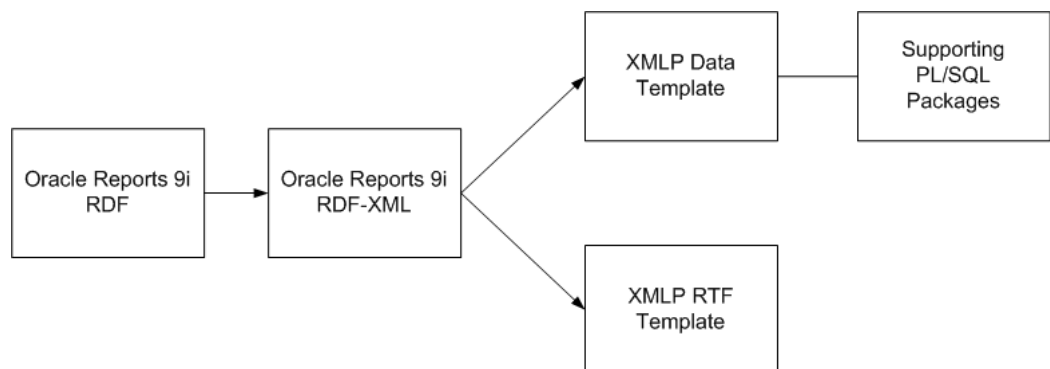 Oracle Reports 9i
RDF
Oracle Reports 9i
RDF-XML
XMLP Data
Template
Supporting
PL/SQL
Packages
XMLP RTF
Template